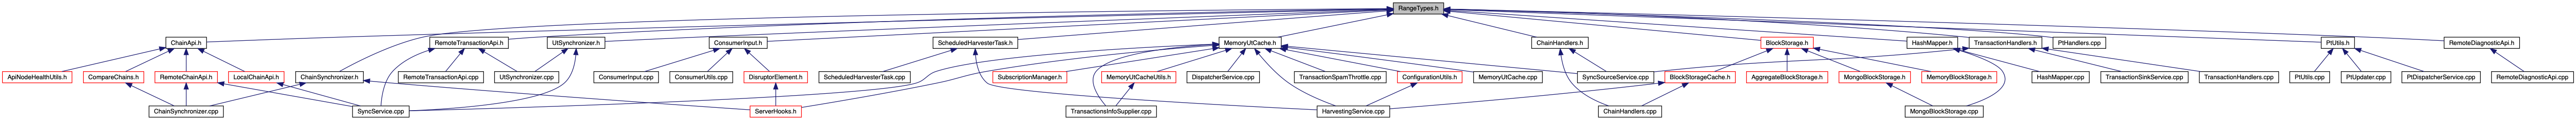 RangeTypes.h
ChainApi.h
RemoteTransactionApi.h
UtSynchronizer.h
ConsumerInput.h
ScheduledHarvesterTask.h
MemoryUtCache.h
ChainHandlers.h
BlockStorage.h
HashMapper.h
TransactionHandlers.h
PtHandlers.cpp
PtUtils.h
RemoteDiagnosticApi.h
ApiNodeHealthUtils.h
CompareChains.h
RemoteChainApi.h
LocalChainApi.h
ChainSynchronizer.h
RemoteTransactionApi.cpp
UtSynchronizer.cpp
ConsumerInput.cpp
ConsumerUtils.cpp
DisruptorElement.h
ScheduledHarvesterTask.cpp
SubscriptionManager.h
MemoryUtCacheUtils.h
DispatcherService.cpp
TransactionSpamThrottle.cpp
ConfigurationUtils.h
MemoryUtCache.cpp
SyncSourceService.cpp
BlockStorageCache.h
AggregateBlockStorage.h
MongoBlockStorage.h
MemoryBlockStorage.h
HashMapper.cpp
TransactionSinkService.cpp
TransactionHandlers.cpp
PtUtils.cpp
PtUpdater.cpp
PtDispatcherService.cpp
RemoteDiagnosticApi.cpp
ChainSynchronizer.cpp
SyncService.cpp
ServerHooks.h
TransactionsInfoSupplier.cpp
HarvestingService.cpp
ChainHandlers.cpp
MongoBlockStorage.cpp